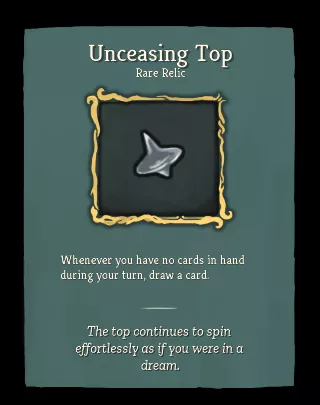 Unceasing Top
Rare Relic
Whenever you have no cards in hand
during your turn, draw a card.
The top continues to spin
effortlessly as if you were in a
dream.